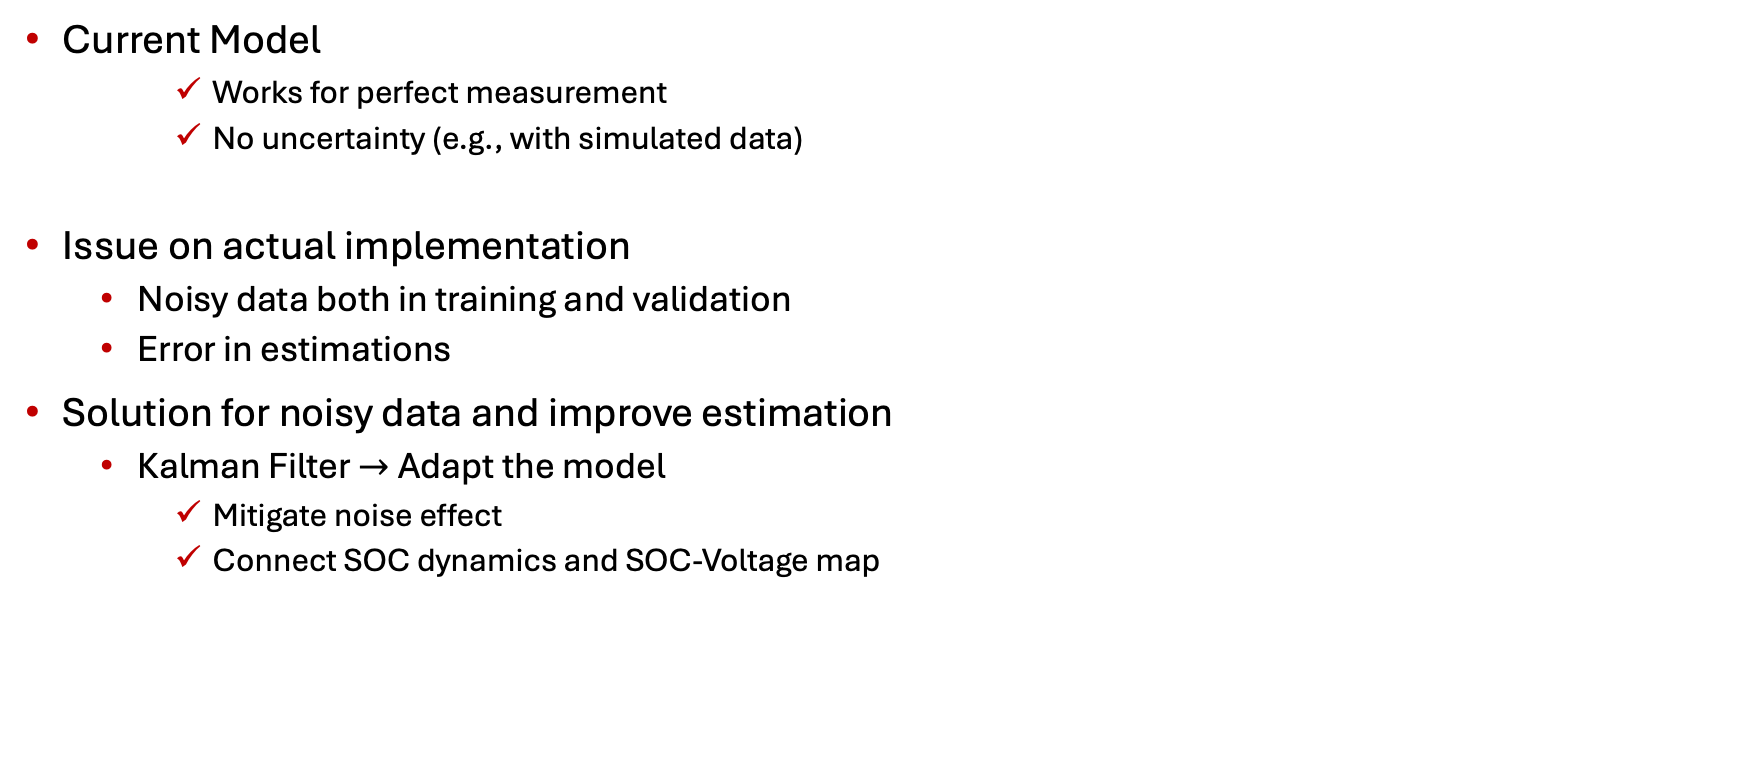 • Current Model
✓ Works for perfect measurement
✓ No uncertainty (e.g., with simulated data)
• Issue on actual implementation
• Noisy data both in training and validation
• Error in estimations
• Solution for noisy data and improve estimation
• Kalman Filter → Adapt the model
✓ Mitigate noise effect
✓ Connect SOC dynamics and SOC-Voltage map